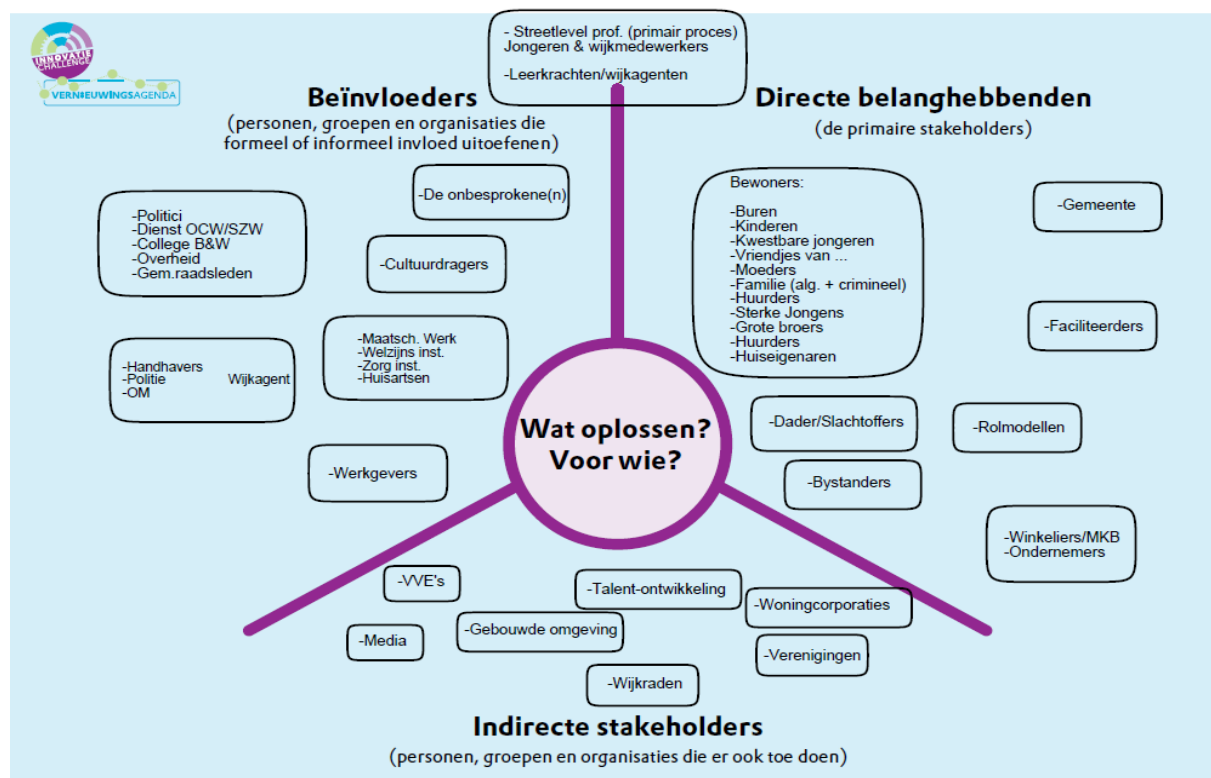 INNOVATIE
CHALLENGE
VERNIEUWINGSAGENDA
- Streetlevel prof. (primair proces)
Jongeren & wijkmedewerkers
-Leerkrachten/wijkagenten
Beïnvloeders
(personen, groepen en organisaties die
formeel of informeel invloed uitoefenen)
-De onbesprokene(n)
-Politici
-Dienst OCW/SZW
-College B&W
-Overheid
-Gem.raadsleden
-Cultuurdragers
-Handhavers
-Politie Wijkagent
-OM
-Maatsch. Werk
-Welzijns inst.
-Zorg inst.
-Huisartsen
-Werkgevers
Directe belanghebbenden
(de primaire stakeholders)
Bewoners:
-Buren
-Kinderen
-Kwestbare jongeren
-Vriendjes van ...
-Moeders
-Familie (alg. + crimineel)
-Huurders
-Sterke Jongens
-Grote broers
-Huurders
-Huiseigenaren
-Gemeente
-Faciliteerders
-Dader/Slachtoffers
-Rolmodellen
-Bystanders
-Winkeliers/MKB
-Ondernemers
Wat oplossen?
Voor wie?
-VVE's
-Talent-ontwikkeling
-Woningcorporaties
-Media
-Gebouwde omgeving
-Verenigingen
-Wijkraden
Indirecte stakeholders
(personen, groepen en organisaties die er ook toe doen)